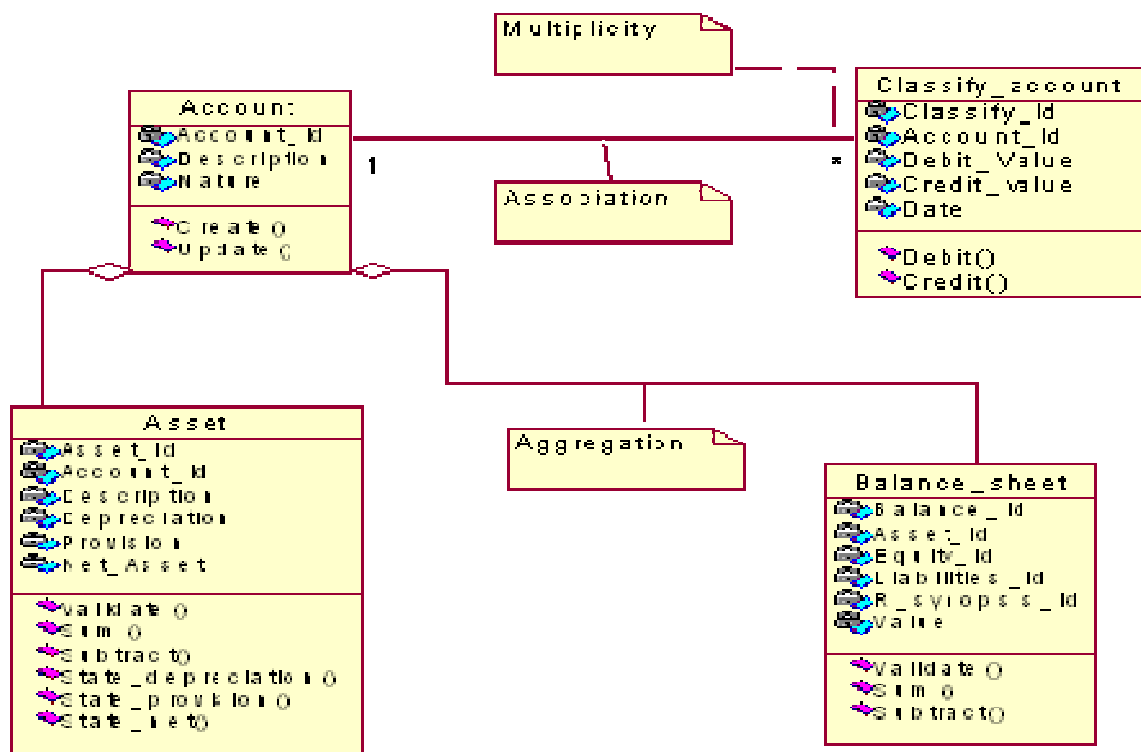 Multiplicity
Account
Account_Id
Description
Nature
Create ()
Update ()
1
*
Classify_account
Classify_Id
Account_Id
Debit_Value
Credit_value
Date
Debit()
Credit()
Association
Asset
Asset_Id
Account_Id
Description
Depreciation
Provision
Net_Asset
Validate ()
Sum ()
Subtract()
State_depreciation ()
State_provision ()
State_net()
Aggregation
Balance_sheet
Balance_Id
Asset_Id
Equity_Id
Liabilities_Id
Value
Validate ()
Sum ()
Subtract()